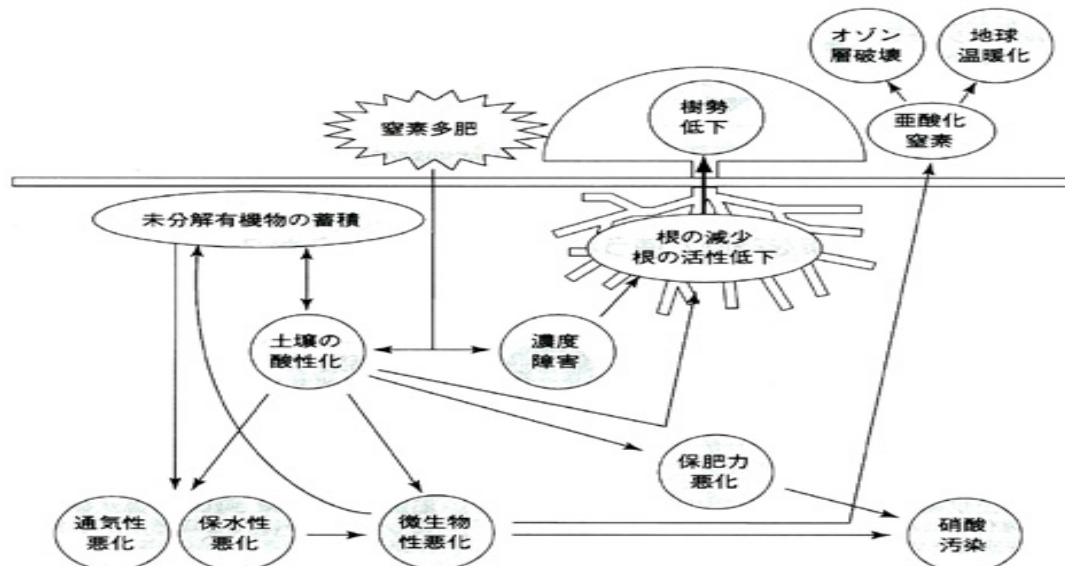 オゾン
層破壊
地球
温暖化
窒素多肥
樹勢
低下
亜酸化
窒素
未分解有機物の蓄積
根の減少
根の活性低下
土壌の
酸性化
濃度
障害
保肥力
悪化
通気性
悪化
保水性
悪化
微生物
性悪化
硝酸
汚染